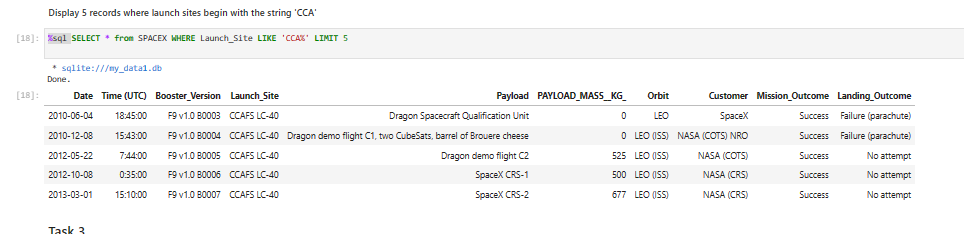 Display 5 records where launch sites begin with the string 'CCA'
[18]: %sql SELECT * from SPACEX WHERE Launch_Site LIKE 'CCA%' LIMIT 5
* sqlite:///my_data1.db
Done.
[18]: Date Time (UTC) Booster_Version Launch_Site Payload PAYLOAD_MASS__KG_ Orbit Customer Mission_Outcome Landing_Outcome
2010-06-04 18:45:00 F9 v1.0 B0003 CCAFS LC-40 Dragon Spacecraft Qualification Unit 0 LEO SpaceX Success Failure (parachute)
2010-12-08 15:43:00 F9 v1.0 B0004 CCAFS LC-40 Dragon demo flight C1, two CubeSats, barrel of Brouere cheese 0 LEO (ISS) NASA (COTS) NRO Success Failure (parachute)
2012-05-22 7:44:00 F9 v1.0 B0005 CCAFS LC-40 Dragon demo flight C2 525 LEO (ISS) NASA (COTS) Success No attempt
2012-10-08 0:35:00 F9 v1.0 B0006 CCAFS LC-40 SpaceX CRS-1 500 LEO (ISS) NASA (CRS) Success No attempt
2013-03-01 15:10:00 F9 v1.0 B0007 CCAFS LC-40 SpaceX CRS-2 677 LEO (ISS) NASA (CRS) Success No attempt
Task 3